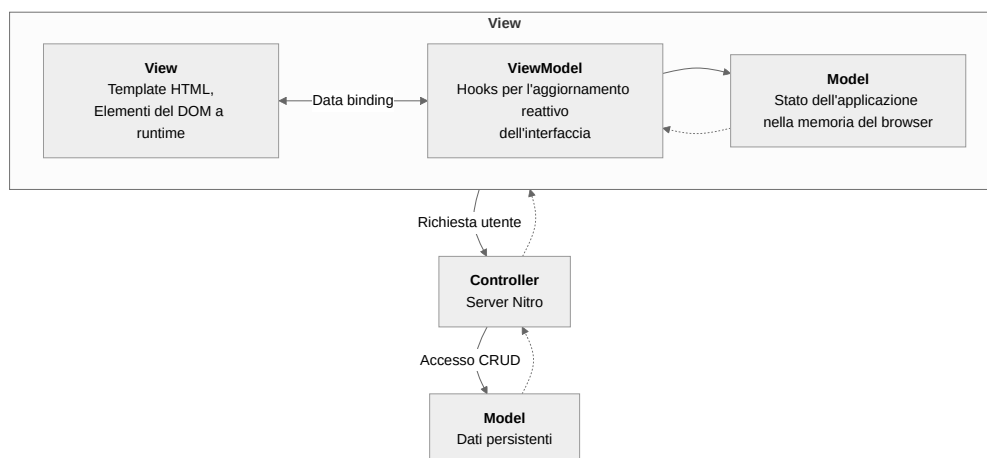 View
View
Template HTML,
Elementi del DOM a
runtime
Data binding
ViewModel
Hooks per l'aggiornamento
reattivo
dell'interfaccia
Model
Stato dell'applicazione
nella memoria del browser
Richiesta utente
Controller
Server Nitro
Accesso CRUD
Model
Dati persistenti